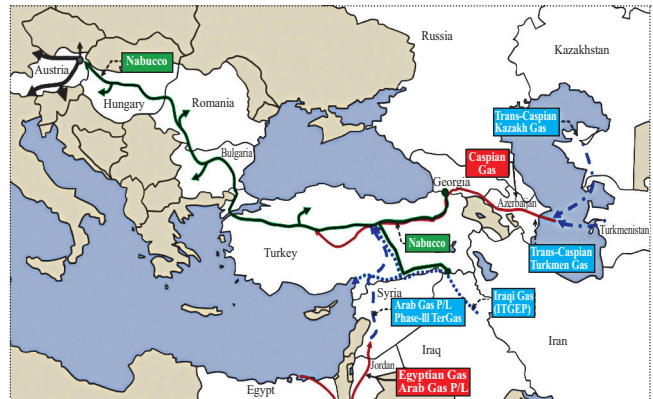 Russia
Kazakhstan
Austria
Nabucco
Hungary
Romania
Bulgaria
Trans-Caspian
Kazakh Gas
Caspian
Gas
Georgia
Azerbaijan
Turkmenistan
Turkey
Nabucco
Trans-Caspian
Turkmen Gas
Syria
Arab Gas P/L
Phase-III TerGas
Iraqi Gas
(ITGEP)
Iraq
Iran
Jordan
Egyptian Gas
Arab Gas P/L
Egypt